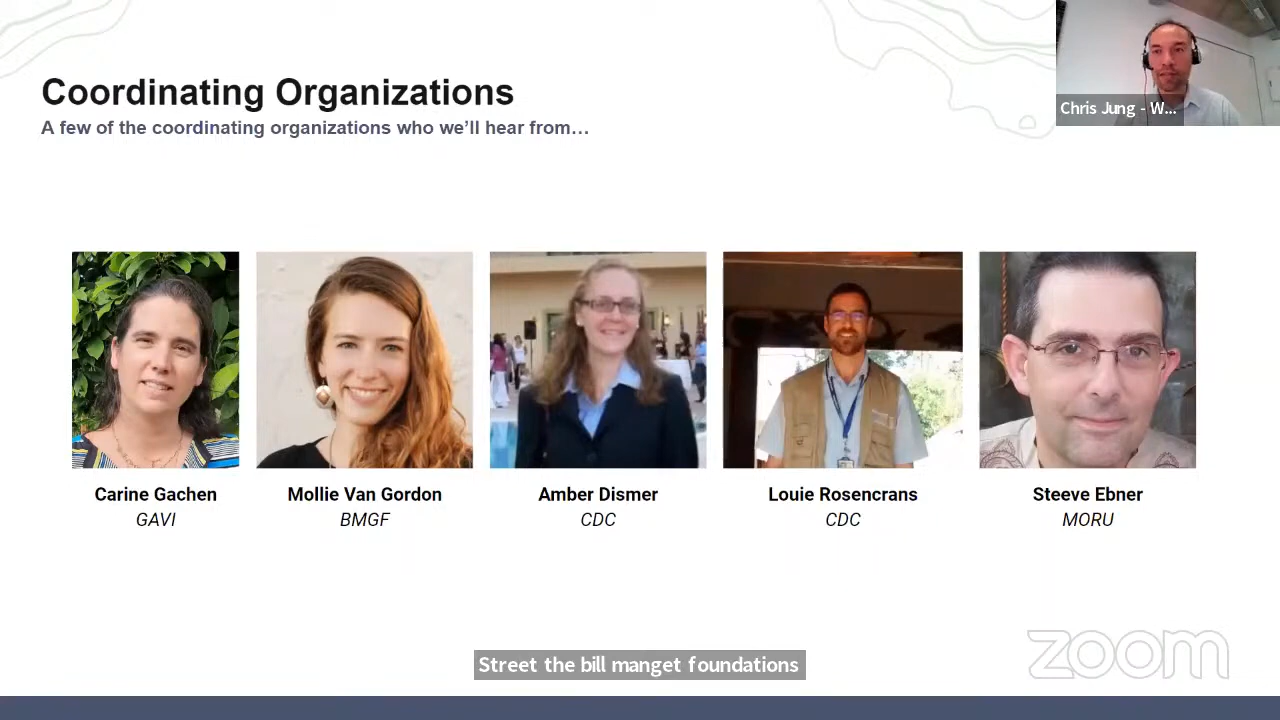 Coordinating Organizations
A few of the coordinating organizations who we'll hear from…
Chris Jung - W...
Carine Gachen
GAVI
Mollie Van Gordon
BMGF
Amber Dismer
CDC
Louie Rosencrans
CDC
Steeve Ebner
MORU
Street the bill manget foundations
zoom